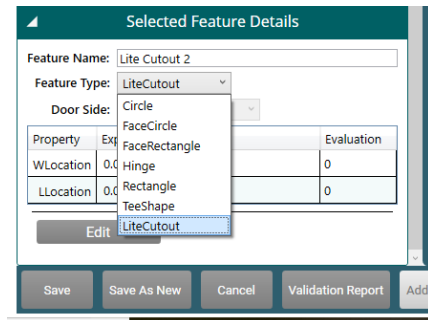 Selected Feature Details
Feature Name: Lite Cutout 2
Feature Type: LiteCutout
Door Side:
Circle
FaceCircle
FaceRectangle
Hinge
Rectangle
TeeShape
LiteCutout
Property Evaluation
WLocation 0
LLocation 0
Edit
Save Save As New Cancel Validation Report Add